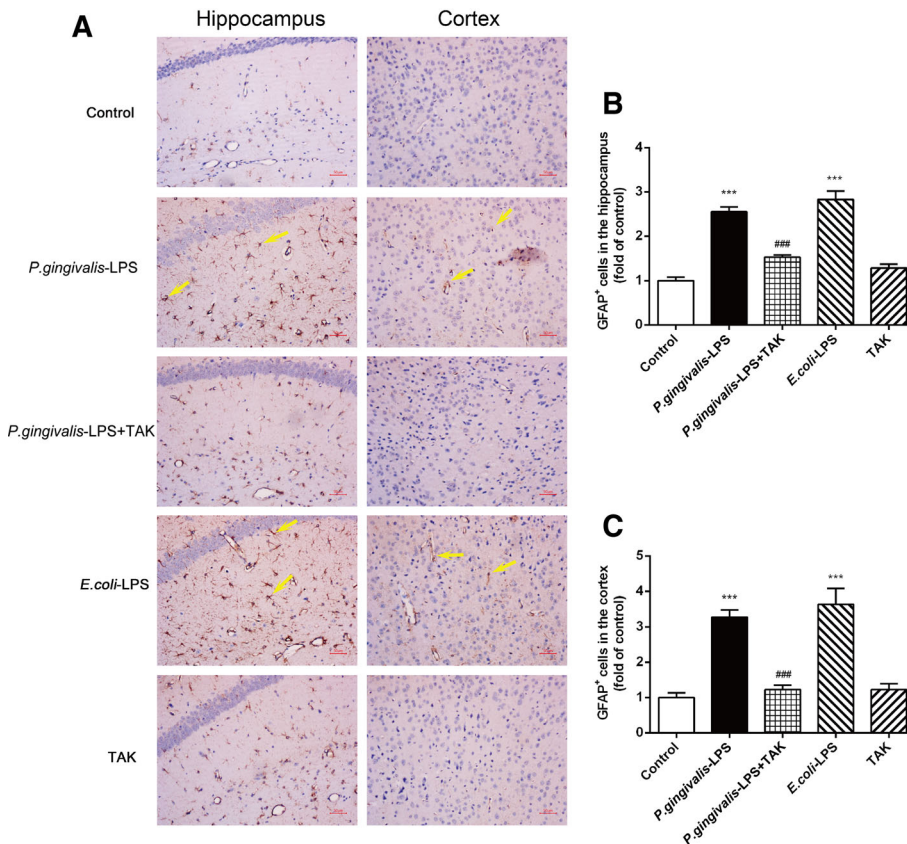 A
Hippocampus
Cortex
Control
P.gingivalis-LPS
P.gingivalis-LPS+TAK
E.coli-LPS
TAK
B
GFAP+ cells in the hippocampus
(fold of control)
4
3
2
1
0
***
###
***
Control
P.gingivalis-LPS
P.gingivalis-LPS+TAK
E.coli-LPS
TAK
C
GFAP+ cells in the cortex
(fold of control)
5
4
3
2
1
0
***
###
***
Control
P.gingivalis-LPS
P.gingivalis-LPS+TAK
E.coli-LPS
TAK